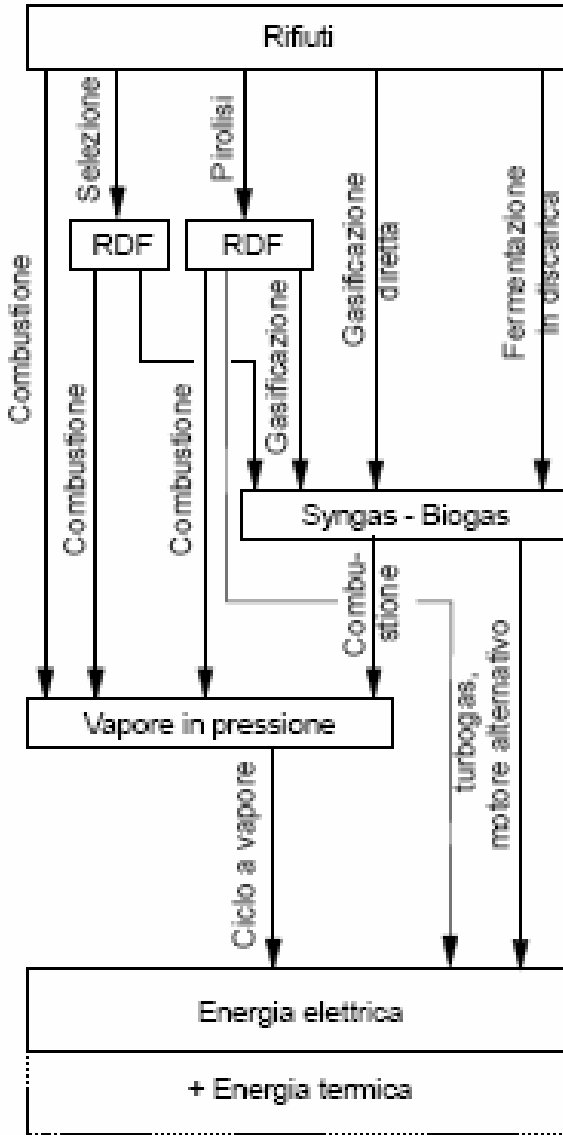 Rifiuti
Selezione
Pirolisi
Combustione
RDF
RDF
Gasificazione
diretta
Fermentazione
in discarica
Combustione
Combustione
Gasificazione
Syngas - Biogas
Combu-
stione
turbogas,
motore alternativo
Vapore in pressione
Ciclo a vapore
Energia elettrica
+ Energia termica